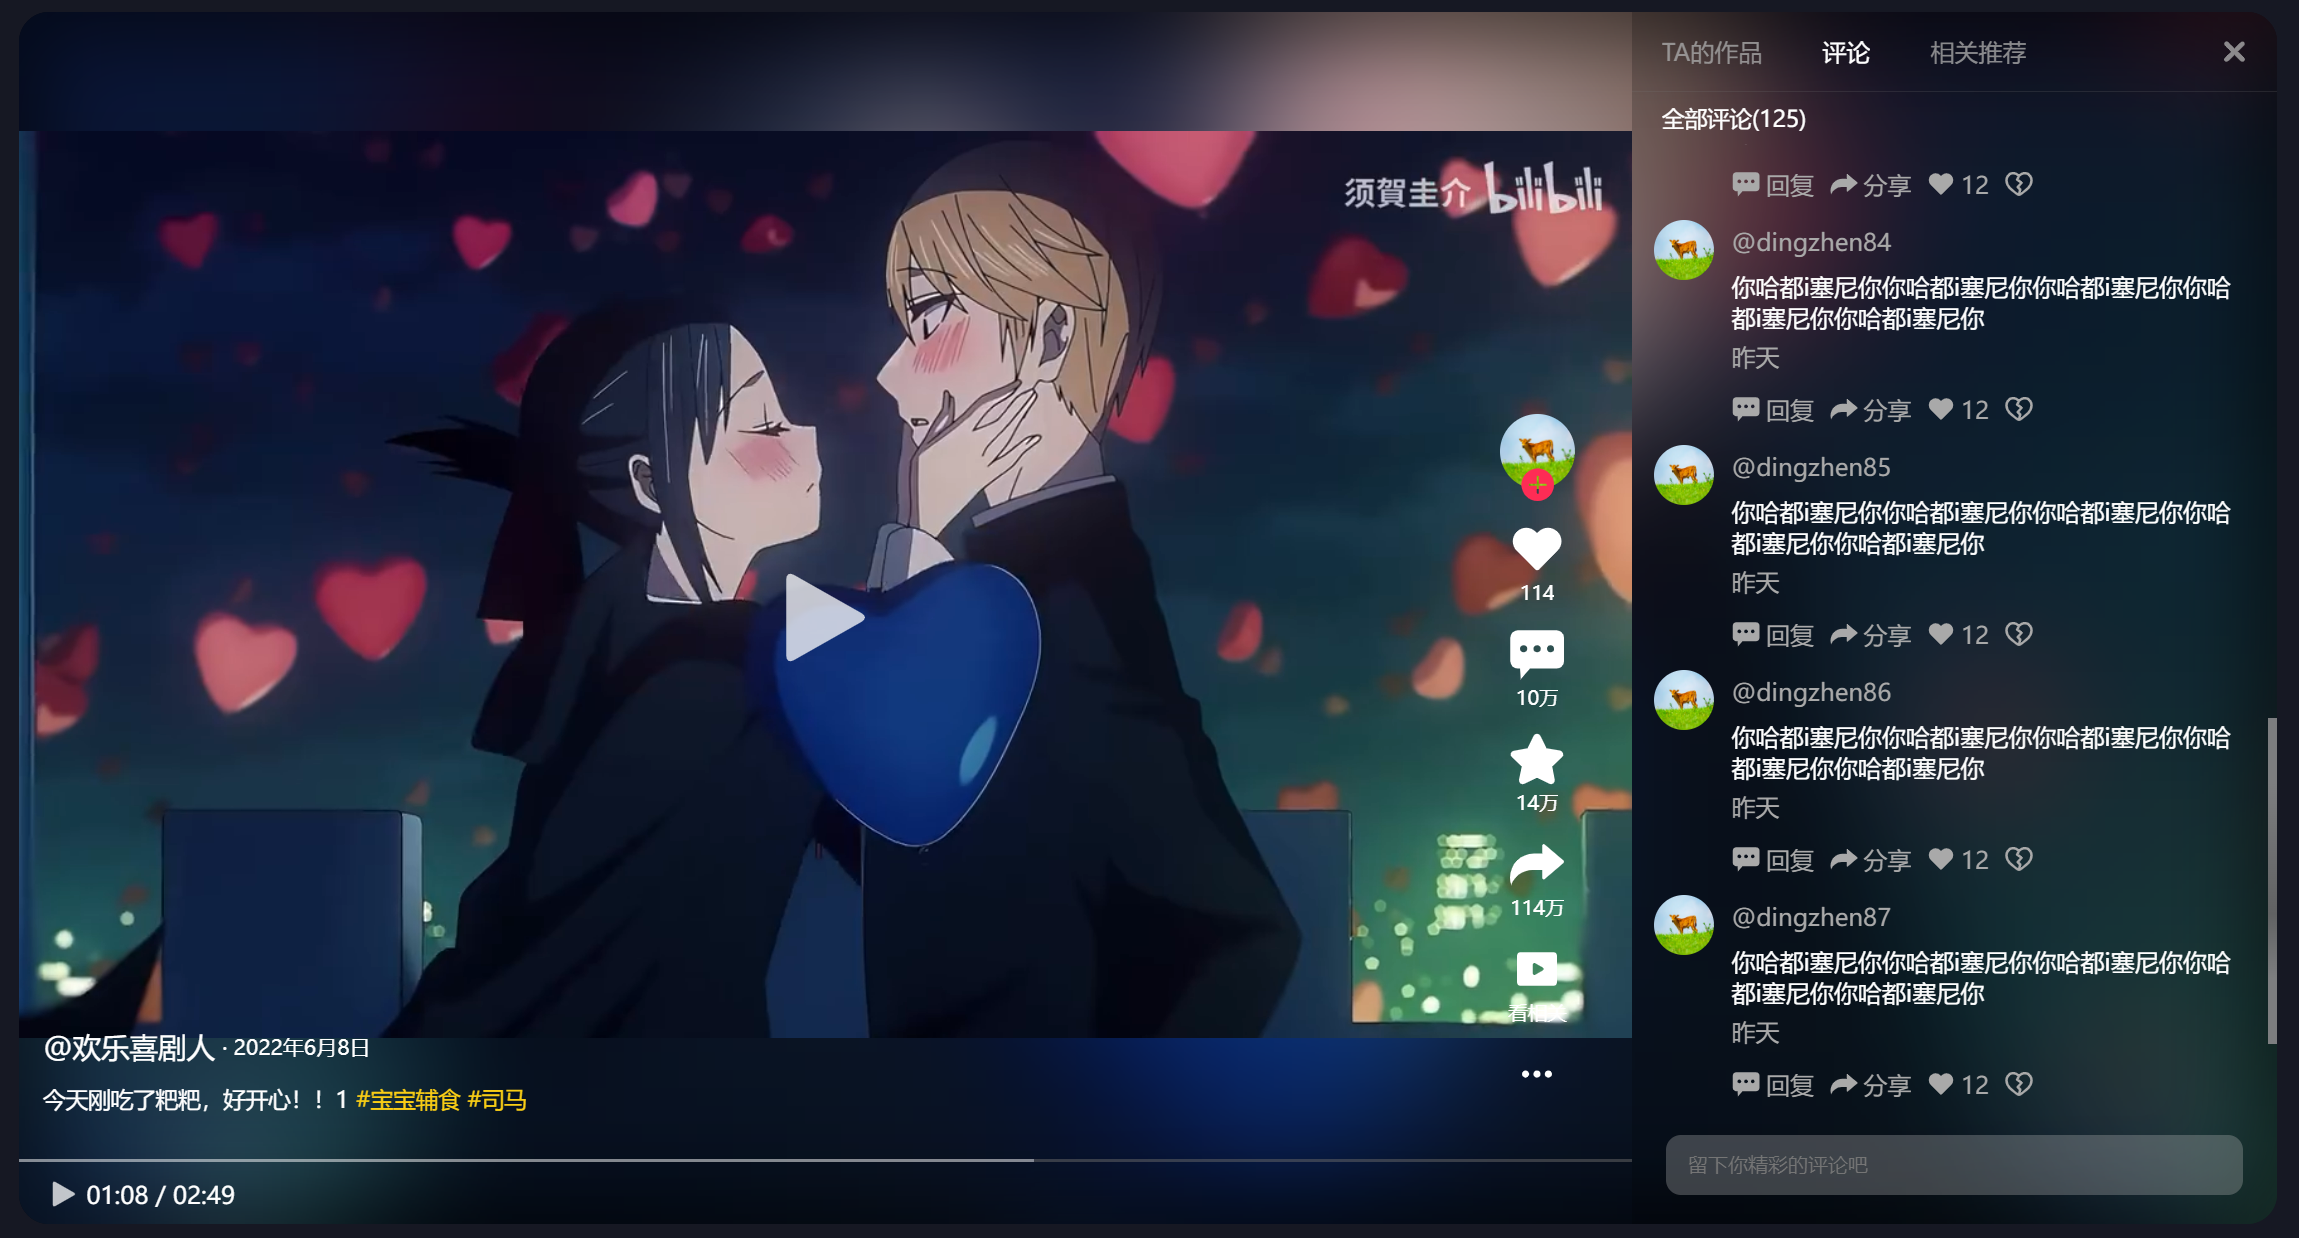 须賀圭介 bilibili
114
10万
14万
114万
@欢乐喜剧人 · 2022年6月8日
今天刚吃了粑粑，好开心！！1 #宝宝辅食 #司马
01:08 / 02:49
TA的作品 评论 相关推荐
全部评论(125)
回复 分享 12
@dingzhen84
你哈都i塞尼你你哈都i塞尼你你哈都i塞尼你你哈
都i塞尼你你哈都i塞尼你
昨天
回复 分享 12
@dingzhen85
你哈都i塞尼你你哈都i塞尼你你哈都i塞尼你你哈
都i塞尼你你哈都i塞尼你
昨天
回复 分享 12
@dingzhen86
你哈都i塞尼你你哈都i塞尼你你哈都i塞尼你你哈
都i塞尼你你哈都i塞尼你
昨天
回复 分享 12
@dingzhen87
你哈都i塞尼你你哈都i塞尼你你哈都i塞尼你你哈
都i塞尼你你哈都i塞尼你
昨天
回复 分享 12
留下你精彩的评论吧